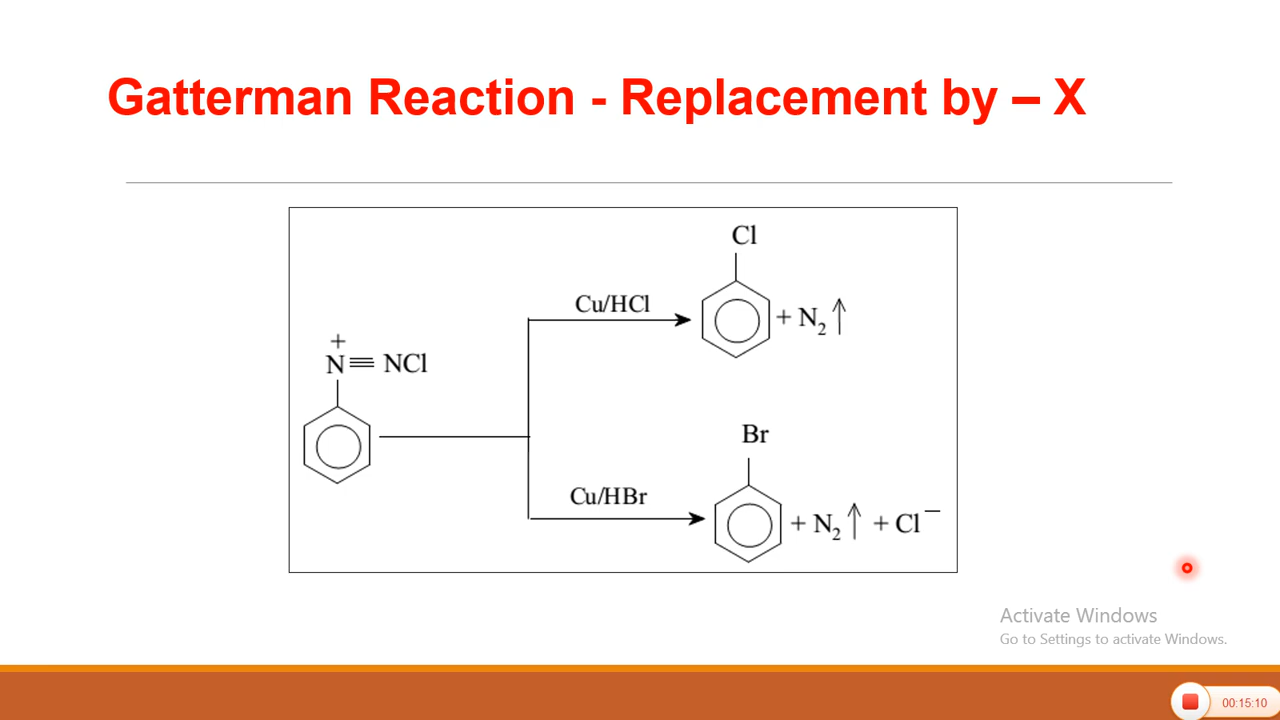 Gatterman Reaction - Replacement by – X
Cl
Cu/HCl
+ N₂ ↑
+
N≡ NCl
Br
Cu/HBr
+ N₂ ↑ + Cl⁻
Activate Windows
Go to Settings to activate Windows.
00:15:10